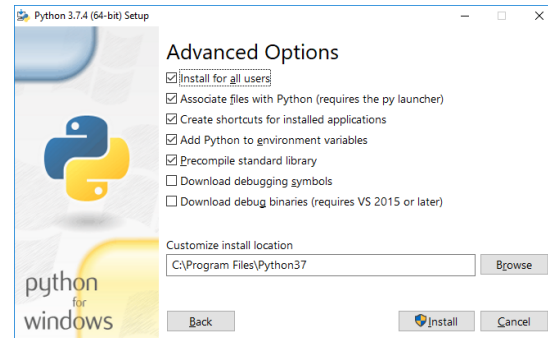 Python 3.7.4 (64-bit) Setup
Advanced Options
Install for all users
Associate files with Python (requires the py launcher)
Create shortcuts for installed applications
Add Python to environment variables
Precompile standard library
Download debugging symbols
Download debug binaries (requires VS 2015 or later)
Customize install location
C:\Program Files\Python37
Browse
python
for
windows
Back
Install
Cancel